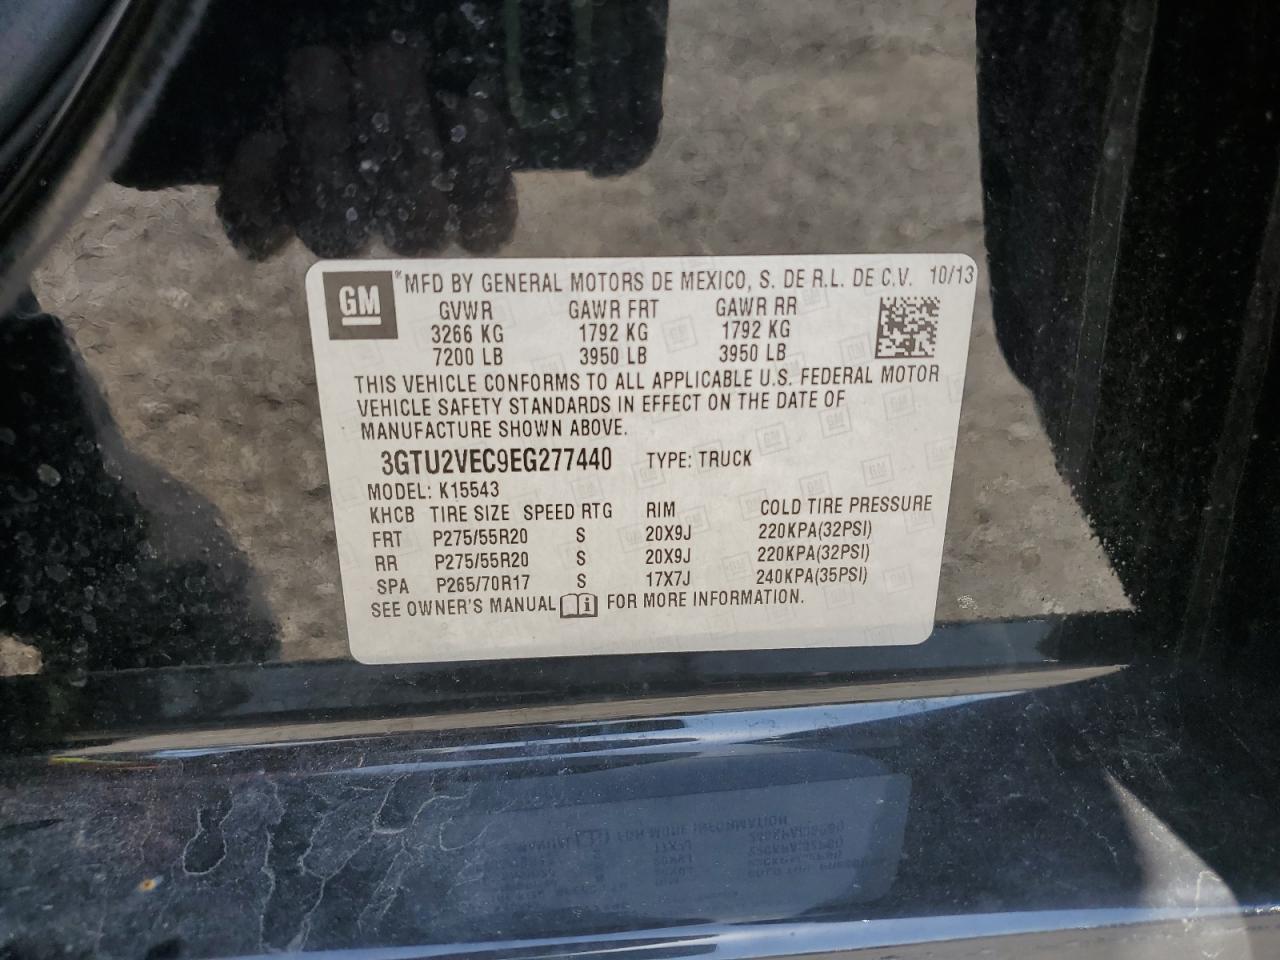 GM ® MFD BY GENERAL MOTORS DE MEXICO, S. DE R.L. DE C.V. 10/13
GVWR GAWR FRT GAWR RR
3266 KG 1792 KG 1792 KG
7200 LB 3950 LB 3950 LB
THIS VEHICLE CONFORMS TO ALL APPLICABLE U.S. FEDERAL MOTOR
VEHICLE SAFETY STANDARDS IN EFFECT ON THE DATE OF
MANUFACTURE SHOWN ABOVE.
3GTU2VEC9EG277440 TYPE: TRUCK
MODEL: K15543
KHCB TIRE SIZE SPEED RTG RIM COLD TIRE PRESSURE
FRT P275/55R20 S 20X9J 220KPA(32PSI)
RR P275/55R20 S 20X9J 220KPA(32PSI)
SPA P265/70R17 S 17X7J 240KPA(35PSI)
SEE OWNER'S MANUAL i FOR MORE INFORMATION.